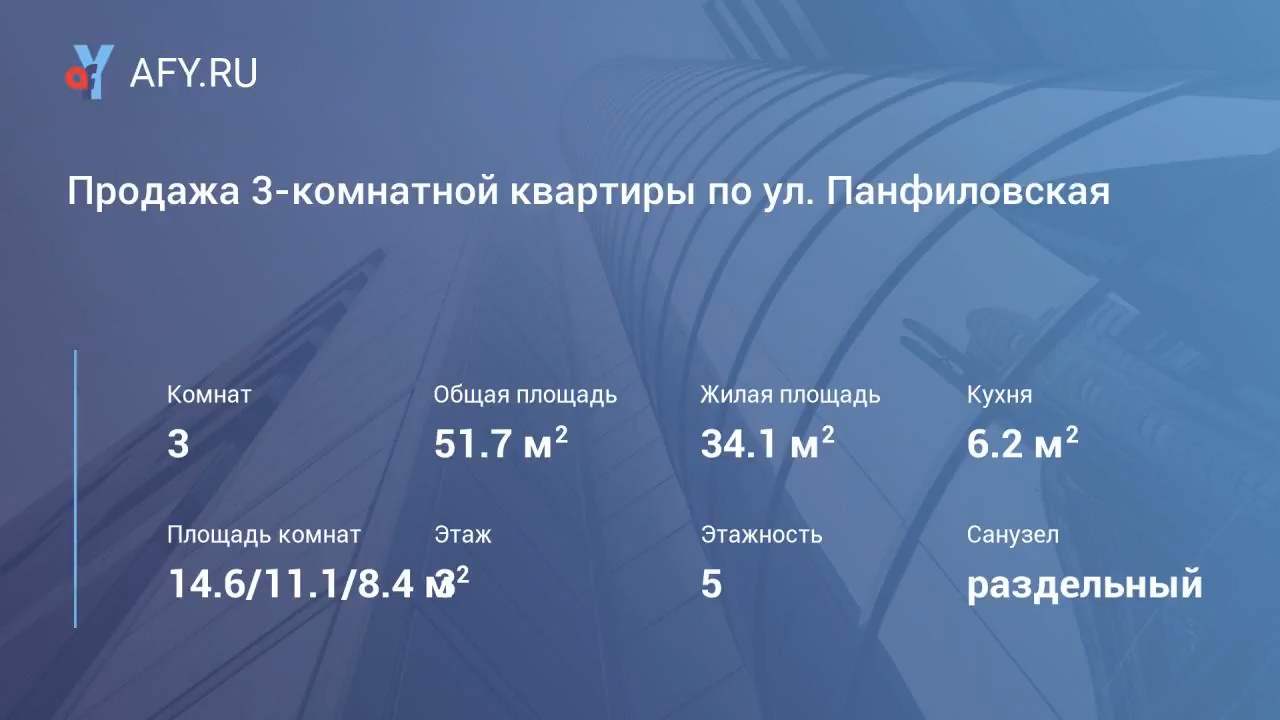 AFY.RU
Продажа 3-комнатной квартиры по ул. Панфиловская
Комнат Общая площадь Жилая площадь Кухня
3 51.7 м² 34.1 м² 6.2 м²
Площадь комнат Этаж Этажность Санузел
14.6/11.1/8.4 м² 3 5 раздельный